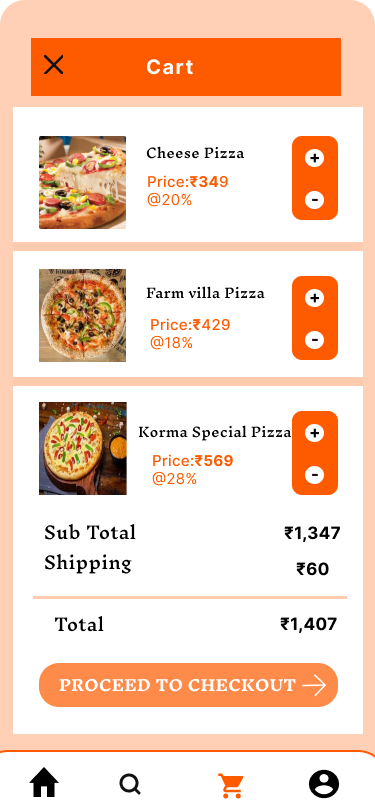 Cart
Cheese Pizza
Price:₹349
@20%
+
-
Farm villa Pizza
Price:₹429
@18%
+
-
Korma Special Pizza
Price:₹569
@28%
+
-
Sub Total ₹1,347
Shipping ₹60
Total ₹1,407
PROCEED TO CHECKOUT